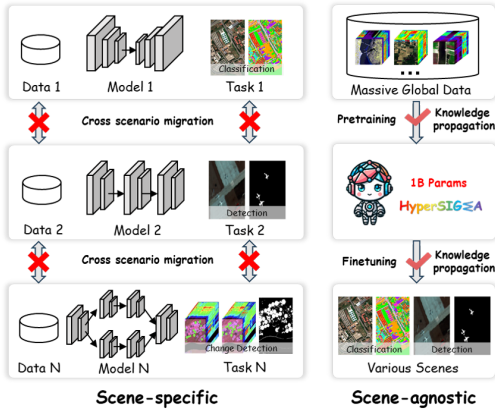 Classification
Data 1
Model 1
Task 1
Cross scenario migration
Detection
Data 2
Model 2
Task 2
Cross scenario migration
Change Detection
Data N
Model N
Task N
Scene-specific
...
Massive Global Data
Pretraining
Knowledge
propagation
1B Params
HyperSIGMA
Finetuning
Knowledge
propagation
Classification
Detection
Various Scenes
Scene-agnostic